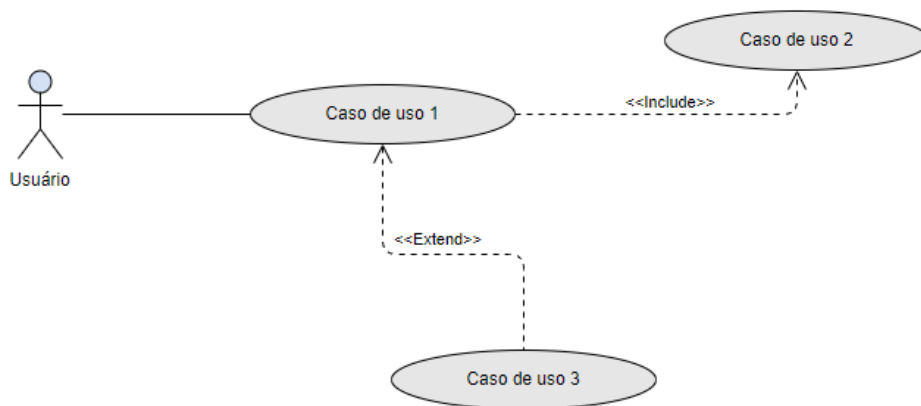 Caso de uso 2
<<Include>>
Caso de uso 1
Usuário
<<Extend>>
Caso de uso 3